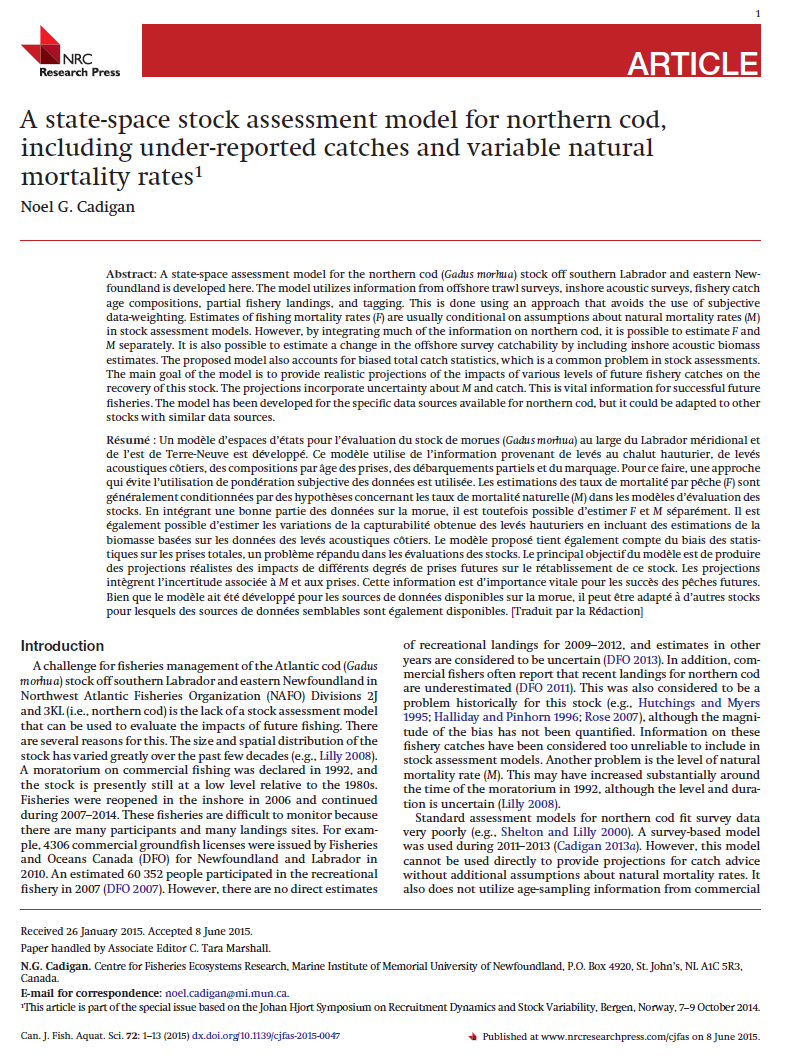 1
NRC
Research Press
ARTICLE
A state-space stock assessment model for northern cod,
including under-reported catches and variable natural
mortality rates¹
Noel G. Cadigan
Abstract: A state-space assessment model for the northern cod (Gadus morhua) stock off southern Labrador and eastern New-
foundland is developed here. The model utilizes information from offshore trawl surveys, inshore acoustic surveys, fishery catch
age compositions, partial fishery landings, and tagging. This is done using an approach that avoids the use of subjective
data-weighting. Estimates of fishing mortality rates (F) are usually conditional on assumptions about natural mortality rates (M)
in stock assessment models. However, by integrating much of the information on northern cod, it is possible to estimate F and
M separately. It is also possible to estimate a change in the offshore survey catchability by including inshore acoustic biomass
estimates. The proposed model also accounts for biased total catch statistics, which is a common problem in stock assessments.
The main goal of the model is to provide realistic projections of the impacts of various levels of future fishery catches on the
recovery of this stock. The projections incorporate uncertainty about M and catch. This is vital information for successful future
fisheries. The model has been developed for the specific data sources available for northern cod, but it could be adapted to other
stocks with similar data sources.
Résumé : Un modèle d'espaces d'états pour l'évaluation du stock de morues (Gadus morhua) au large du Labrador méridional et
de l'est de Terre-Neuve est développé. Ce modèle utilise de l'information provenant de levés au chalut hauturier, de levés
acoustiques côtiers, des compositions par âge des prises, des débarquements partiels et du marquage. Pour ce faire, une approche
qui évite l'utilisation de pondération subjective des données est utilisée. Les estimations des taux de mortalité par pêche (F) sont
généralement conditionnées par des hypothèses concernant les taux de mortalité naturelle (M) dans les modèles d'évaluation des
stocks. En intégrant une bonne partie des données sur la morue, il est toutefois possible d'estimer F et M séparément. Il est
également possible d'estimer les variations de la capturabilité obtenue des levés hauturiers en incluant des estimations de la
biomasse basées sur les données des levés acoustiques côtiers. Le modèle proposé tient également compte du biais des statis-
tiques sur les prises totales, un problème répandu dans les évaluations des stocks. Le principal objectif du modèle est de produire
des projections réalistes des impacts de différents degrés de prises futures sur le rétablissement de ce stock. Les projections
intègrent l'incertitude associée à M et aux prises. Cette information est d'importance vitale pour les succès des pêches futures.
Bien que le modèle ait été développé pour les sources de données disponibles sur la morue, il peut être adapté à d'autres stocks
pour lesquels des sources de données semblables sont également disponibles. [Traduit par la Rédaction]
Introduction
A challenge for fisheries management of the Atlantic cod (Gadus
morhua) stock off southern Labrador and eastern Newfoundland in
Northwest Atlantic Fisheries Organization (NAFO) Divisions 2J
and 3KL (i.e., northern cod) is the lack of a stock assessment model
that can be used to evaluate the impacts of future fishing. There
are several reasons for this. The size and spatial distribution of the
stock has varied greatly over the past few decades (e.g., Lilly 2008).
A moratorium on commercial fishing was declared in 1992, and
the stock is presently still at a low level relative to the 1980s.
Fisheries were reopened in the inshore in 2006 and continued
during 2007–2014. These fisheries are difficult to monitor because
there are many participants and many landings sites. For exam-
ple, 4306 commercial groundfish licenses were issued by Fisheries
and Oceans Canada (DFO) for Newfoundland and Labrador in
2010. An estimated 60 352 people participated in the recreational
fishery in 2007 (DFO 2007). However, there are no direct estimates
of recreational landings for 2009–2012, and estimates in other
years are considered to be uncertain (DFO 2013). In addition, com-
mercial fishers often report that recent landings for northern cod
are underestimated (DFO 2011). This was also considered to be a
problem historically for this stock (e.g., Hutchings and Myers
1995; Halliday and Pinhorn 1996; Rose 2007), although the magni-
tude of the bias has not been quantified. Information on these
fishery catches have been considered too unreliable to include in
stock assessment models. Another problem is the level of natural
mortality rate (M). This may have increased substantially around
the time of the moratorium in 1992, although the level and dura-
tion is uncertain (Lilly 2008).
Standard assessment models for northern cod fit survey data
very poorly (e.g., Shelton and Lilly 2000). A survey-based model
was used during 2011–2013 (Cadigan 2013a). However, this model
cannot be used directly to provide projections for catch advice
without additional assumptions about natural mortality rates. It
also does not utilize age-sampling information from commercial
Received 26 January 2015. Accepted 8 June 2015.
Paper handled by Associate Editor C. Tara Marshall.
N.G. Cadigan. Centre for Fisheries Ecosystems Research, Marine Institute of Memorial University of Newfoundland, P.O. Box 4920, St. John's, NL A1C 5R3,
Canada.
E-mail for correspondence: noel.cadigan@mi.mun.ca.
¹This article is part of the special issue based on the Johan Hjort Symposium on Recruitment Dynamics and Stock Variability, Bergen, Norway, 7–9 October 2014.
Can. J. Fish. Aquat. Sci. 72: 1–13 (2015) dx.doi.org/10.1139/cjfas-2015-0047
Published at www.nrcresearchpress.com/cjfas on 8 June 2015.